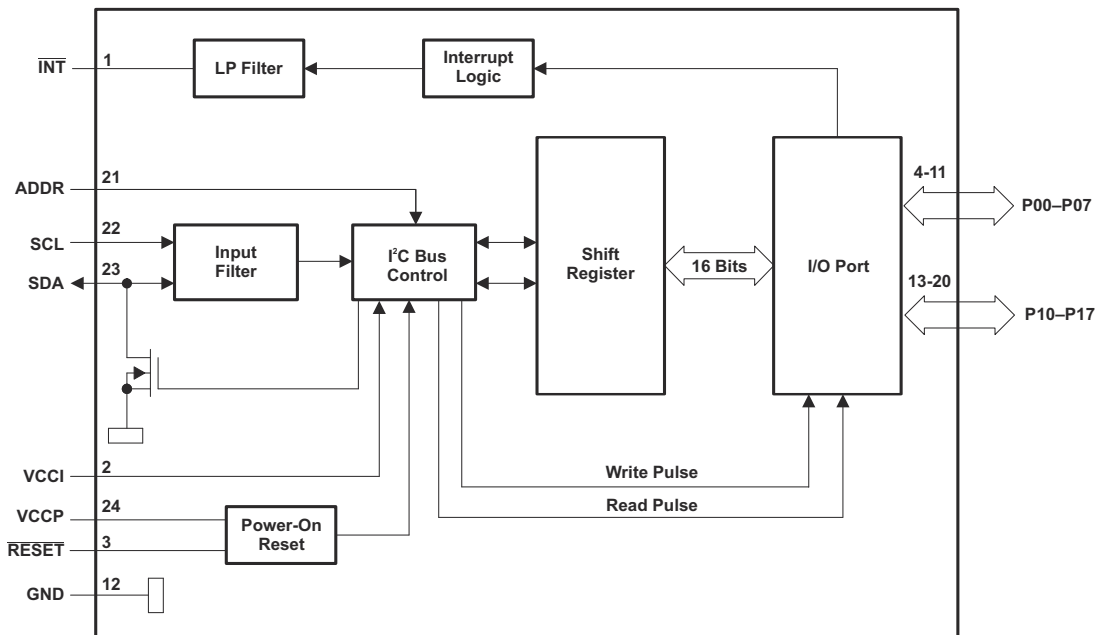 INT
1
LP Filter
Interrupt
Logic
ADDR
21
4-11
P00–P07
SCL
22
SDA
23
Input
Filter
I²C Bus
Control
Shift
Register
16 Bits
I/O Port
13-20
P10–P17
VCCI
2
Write Pulse
VCCP
24
Read Pulse
Power-On
Reset
RESET
3
GND
12